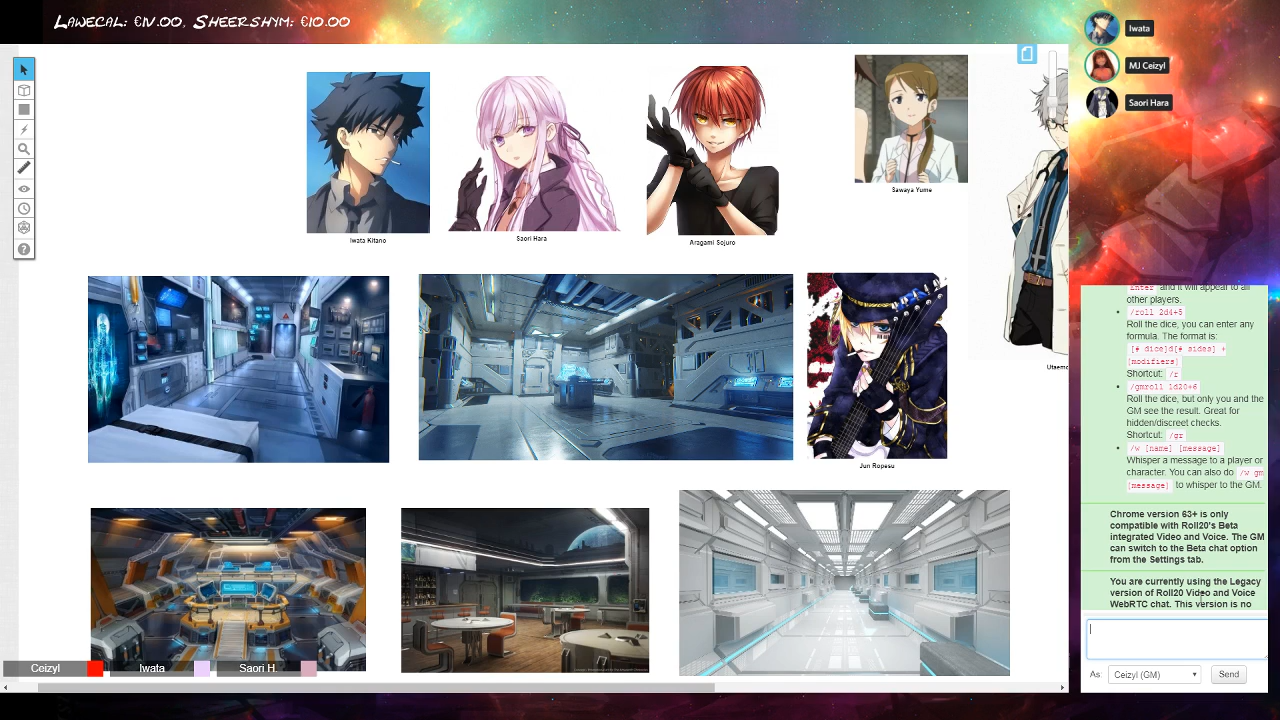 Lawecal: €1V.00, Sheershym: €10.00
Iwata
MJ Ceizyl
Saori Hara
Iwata Kitano
Saori Hara
Aragami Sojuro
Sawaya Yume
Utaemo
Jun Ropesu
Enter and it will appear to all
other players.
/roll 2d4+5
Roll the dice, you can enter any
formula. The format is:
[# dice]d[# sides] +
[modifiers]
Shortcut: /r
/gmroll 1d20+6
Roll the dice, but only you and the
GM see the result. Great for
hidden/discreet checks.
Shortcut: /gr
/w [name] [message]
Whisper a message to a player or
character. You can also do /w gm
[message] to whisper to the GM.
Chrome version 63+ is only
compatible with Roll20's Beta
integrated Video and Voice. The GM
can switch to the Beta chat option
from the Settings tab.
You are currently using the Legacy
version of Roll20 Video and Voice
WebRTC chat. This version is no
As: Ceizyl (GM) Send
Ceizyl
Iwata
Saori H.